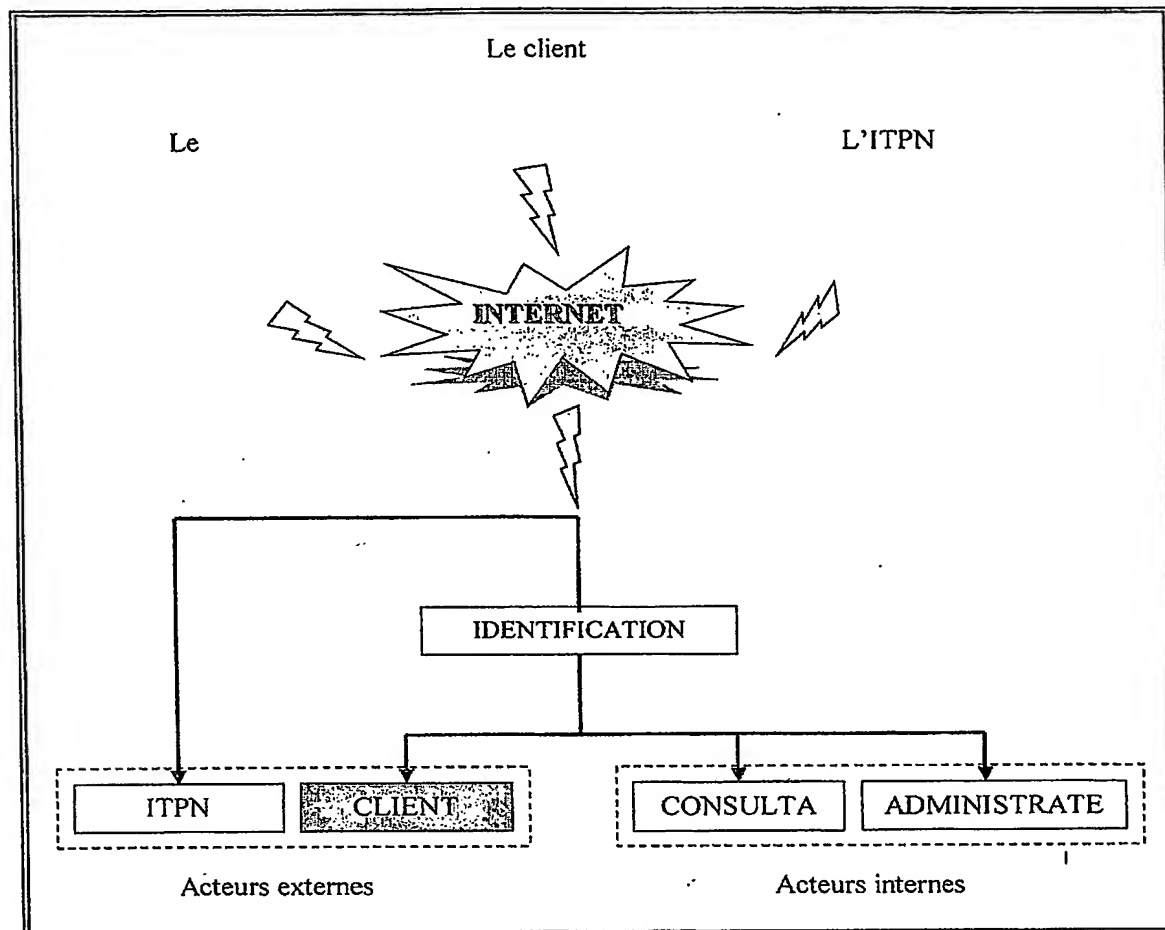 Le client
Le
L'ITPN
INTERNET
IDENTIFICATION
ITPN
CLIENT
CONSULTA
ADMINISTRATE
Acteurs externes
Acteurs internes